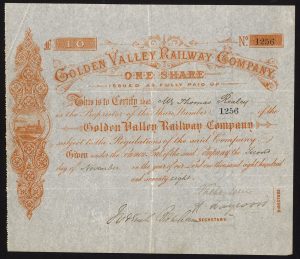 £ 10 No. 1256
GOLDEN VALLEY RAILWAY COMPANY.
ONE SHARE
ISSUED AS FULLY PAID UP
This is to Certify that Mr Thomas
is the Proprietor of the Share Number 1256 of the
Golden Valley Railway Company
subject to the Regulations of the said Company.
Given under the Common Seal of the said Company the Second
day of November in the year of our Lord one thousand eight hundred
and seventy eight.
SECRETARY.